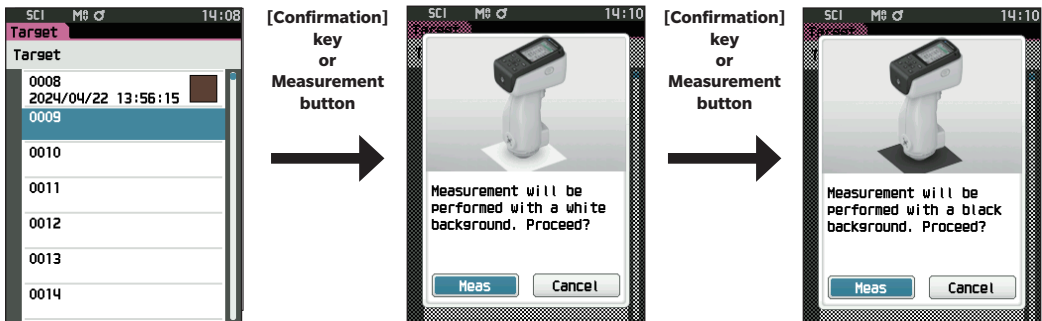 SCI M 14:08
Target
Target
0008
2024/04/22 13:56:15
0009
0010
0011
0012
0013
0014
[Confirmation]
key
or
Measurement
button
SCI M 14:10
Target
Measurement will be
performed with a white
background. Proceed?
Meas Cancel
[Confirmation]
key
or
Measurement
button
SCI M 14:10
Measurement will be
performed with a black
background. Proceed?
Meas Cancel